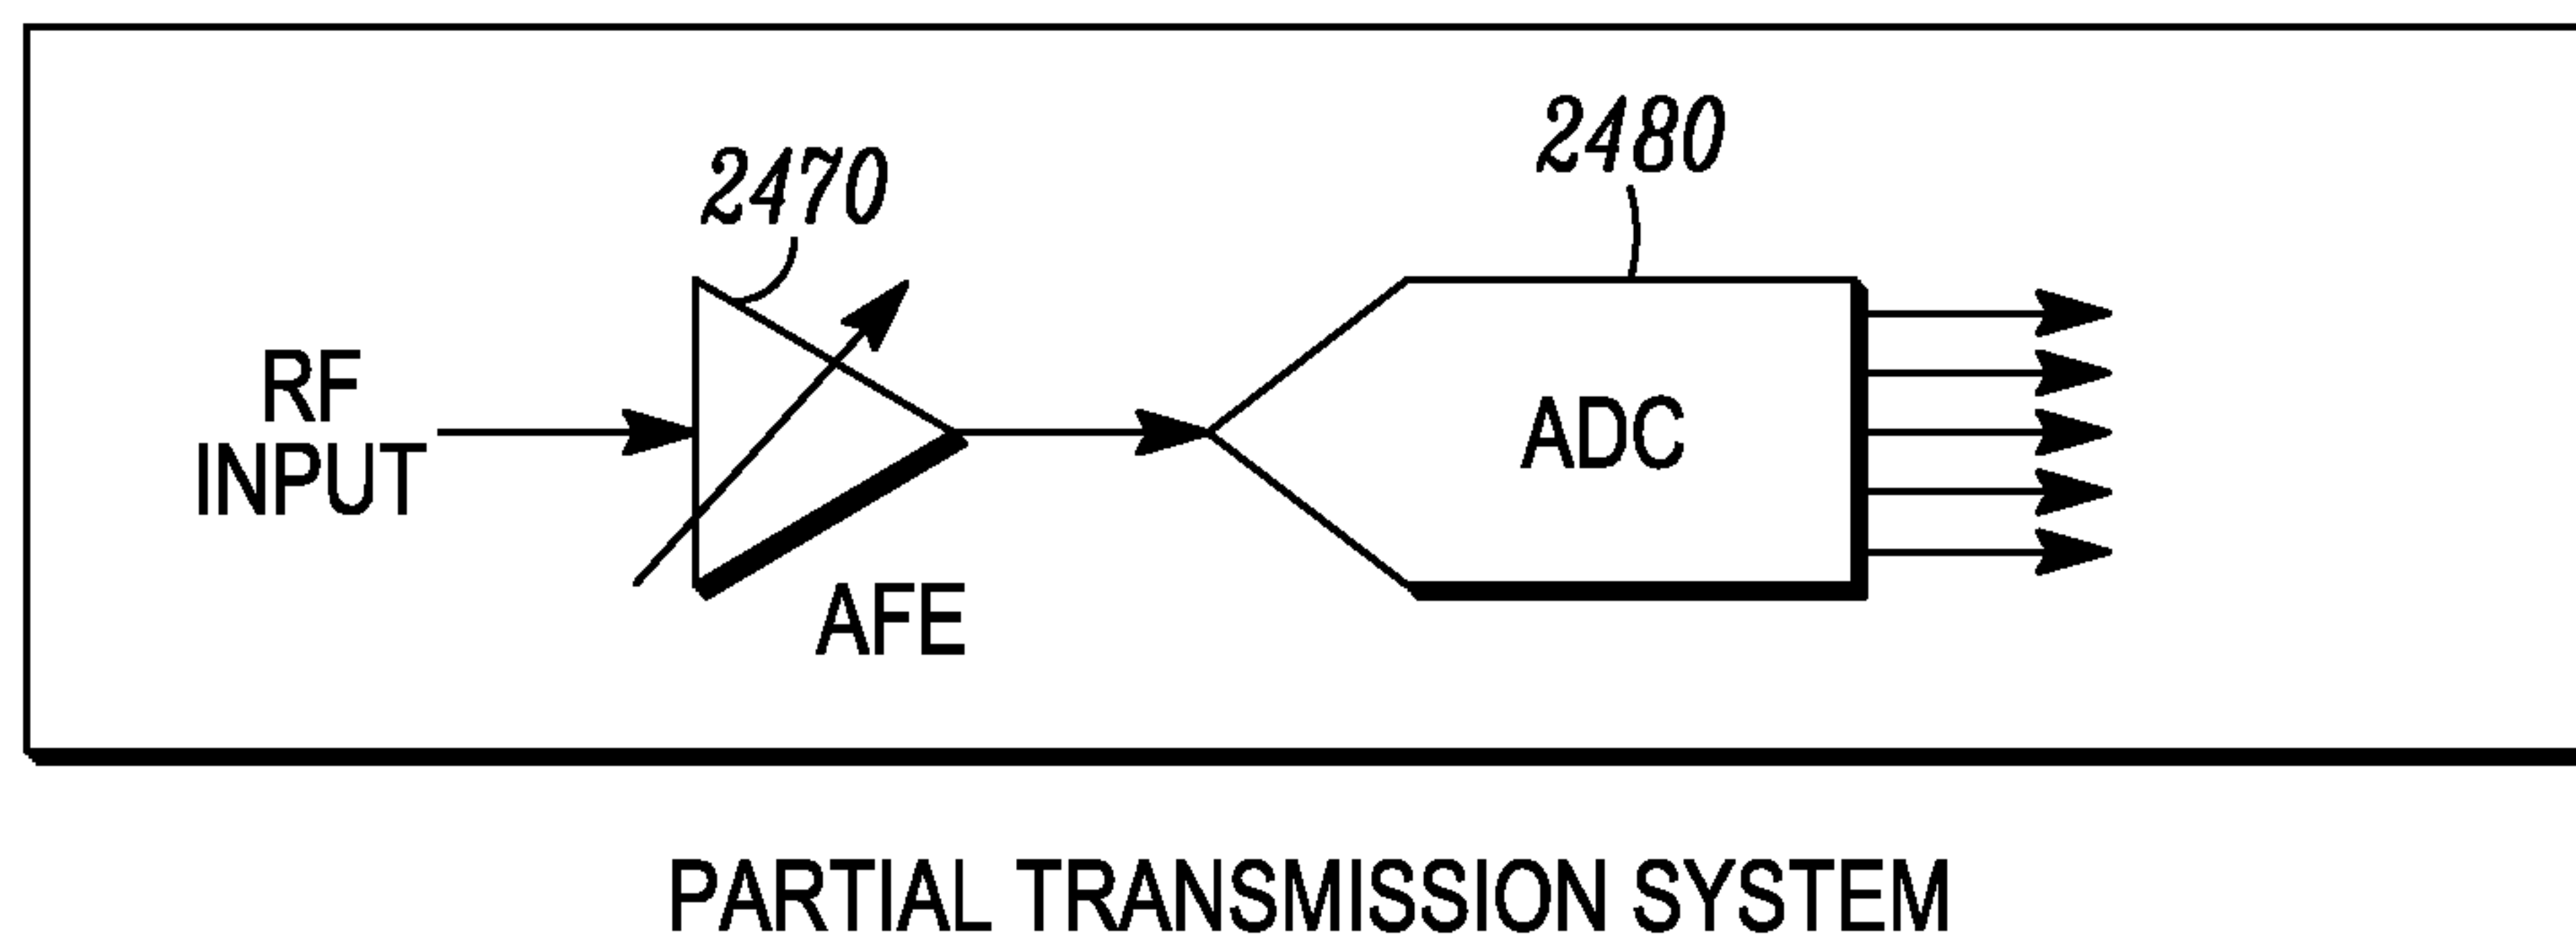 2470
2480
RF
INPUT
ADC
AFE
PARTIAL TRANSMISSION SYSTEM